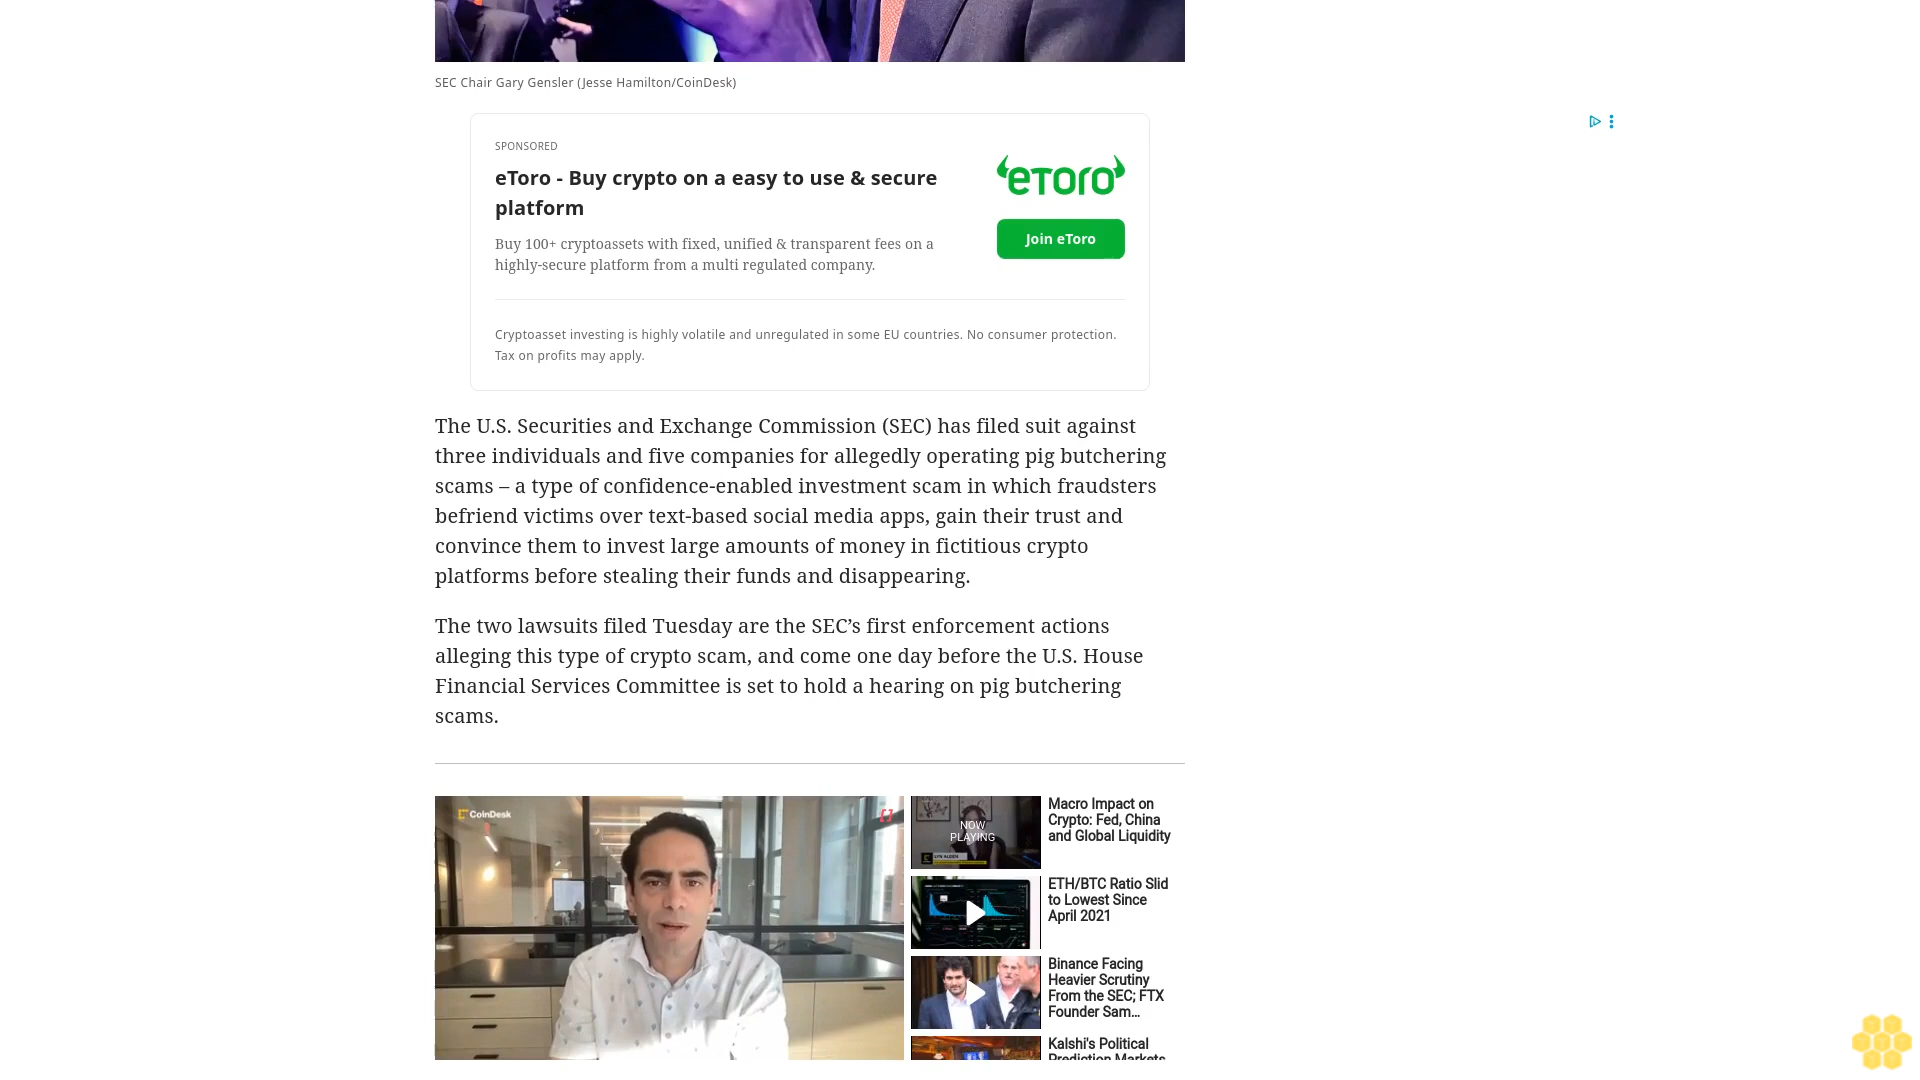 SEC Chair Gary Gensler (Jesse Hamilton/CoinDesk)
SPONSORED
eToro - Buy crypto on a easy to use & secure
platform
Buy 100+ cryptoassets with fixed, unified & transparent fees on a
highly-secure platform from a multi regulated company.
eToro
Join eToro
Cryptoasset investing is highly volatile and unregulated in some EU countries. No consumer protection.
Tax on profits may apply.
The U.S. Securities and Exchange Commission (SEC) has filed suit against
three individuals and five companies for allegedly operating pig butchering
scams – a type of confidence-enabled investment scam in which fraudsters
befriend victims over text-based social media apps, gain their trust and
convince them to invest large amounts of money in fictitious crypto
platforms before stealing their funds and disappearing.
The two lawsuits filed Tuesday are the SEC’s first enforcement actions
alleging this type of crypto scam, and come one day before the U.S. House
Financial Services Committee is set to hold a hearing on pig butchering
scams.
CoinDesk
NOW
PLAYING
LYN ALDEN
Macro Impact on
Crypto: Fed, China
and Global Liquidity
ETH/BTC Ratio Slid
to Lowest Since
April 2021
Binance Facing
Heavier Scrutiny
From the SEC; FTX
Founder Sam...
Kalshi's Political
Prediction Markets